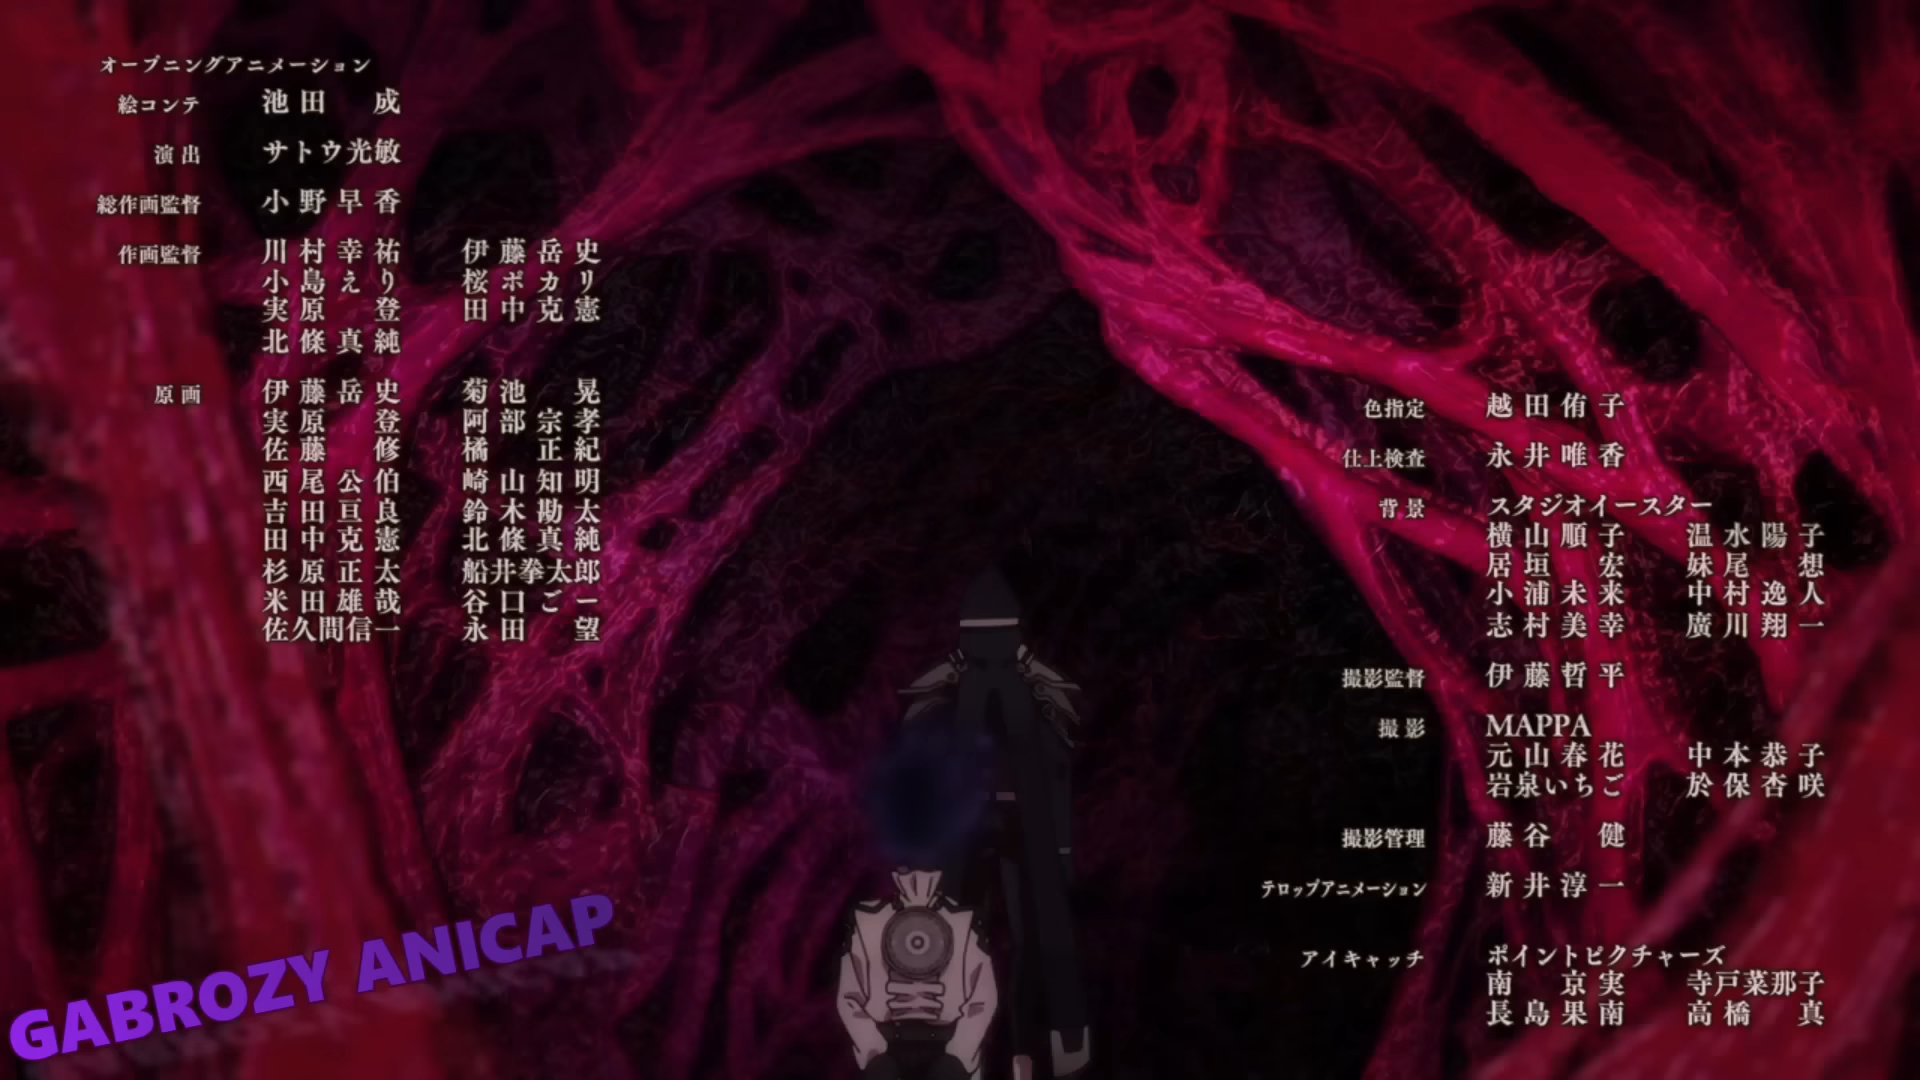 オープニングアニメーション
絵コンテ 池田 成
演出 サトウ光敏
総作画監督 小野早香
作画監督 川村幸祐 伊藤岳史
小島えり 桜ポカリ
実原 登 田中克憲
北條真純
原画 伊藤岳史 菊池 晃
実原 登 阿部宗孝
佐藤 修 橘 正紀
西尾公伯 崎山知明
吉田亘良 鈴木勘太
田中克憲 北條真純
杉原正太 船井拳太郎
米田雄哉 谷口ごー
佐久間信一 永田 望
色指定 越田侑子
仕上検査 永井唯香
背景 スタジオイースター
横山順子 温水陽子
居垣 宏 妹尾 想
小浦未来 中村逸人
志村美幸 廣川翔一
撮影監督 伊藤哲平
撮影 MAPPA
元山春花 中本恭子
岩泉いちご 於保杏咲
撮影管理 藤谷 健
テロップアニメーション 新井淳一
アイキャッチ ポイントピクチャーズ
南 京実 寺戸菜那子
長島果南 高橋 真
GABROZY ANICAP